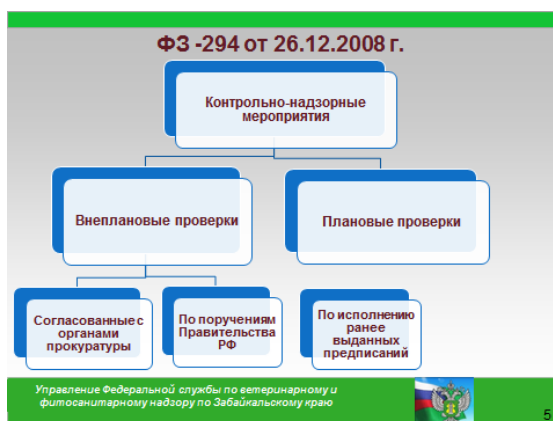 ФЗ -294 от 26.12.2008 г.
Контрольно-надзорные
мероприятия
Внеплановые проверки
Плановые проверки
Согласованные с
органами
прокуратуры
По поручениям
Правительства
РФ
По исполнению
ранее
выданных
предписаний
Управление Федеральной службы по ветеринарному и
фитосанитарному надзору по Забайкальскому краю
5